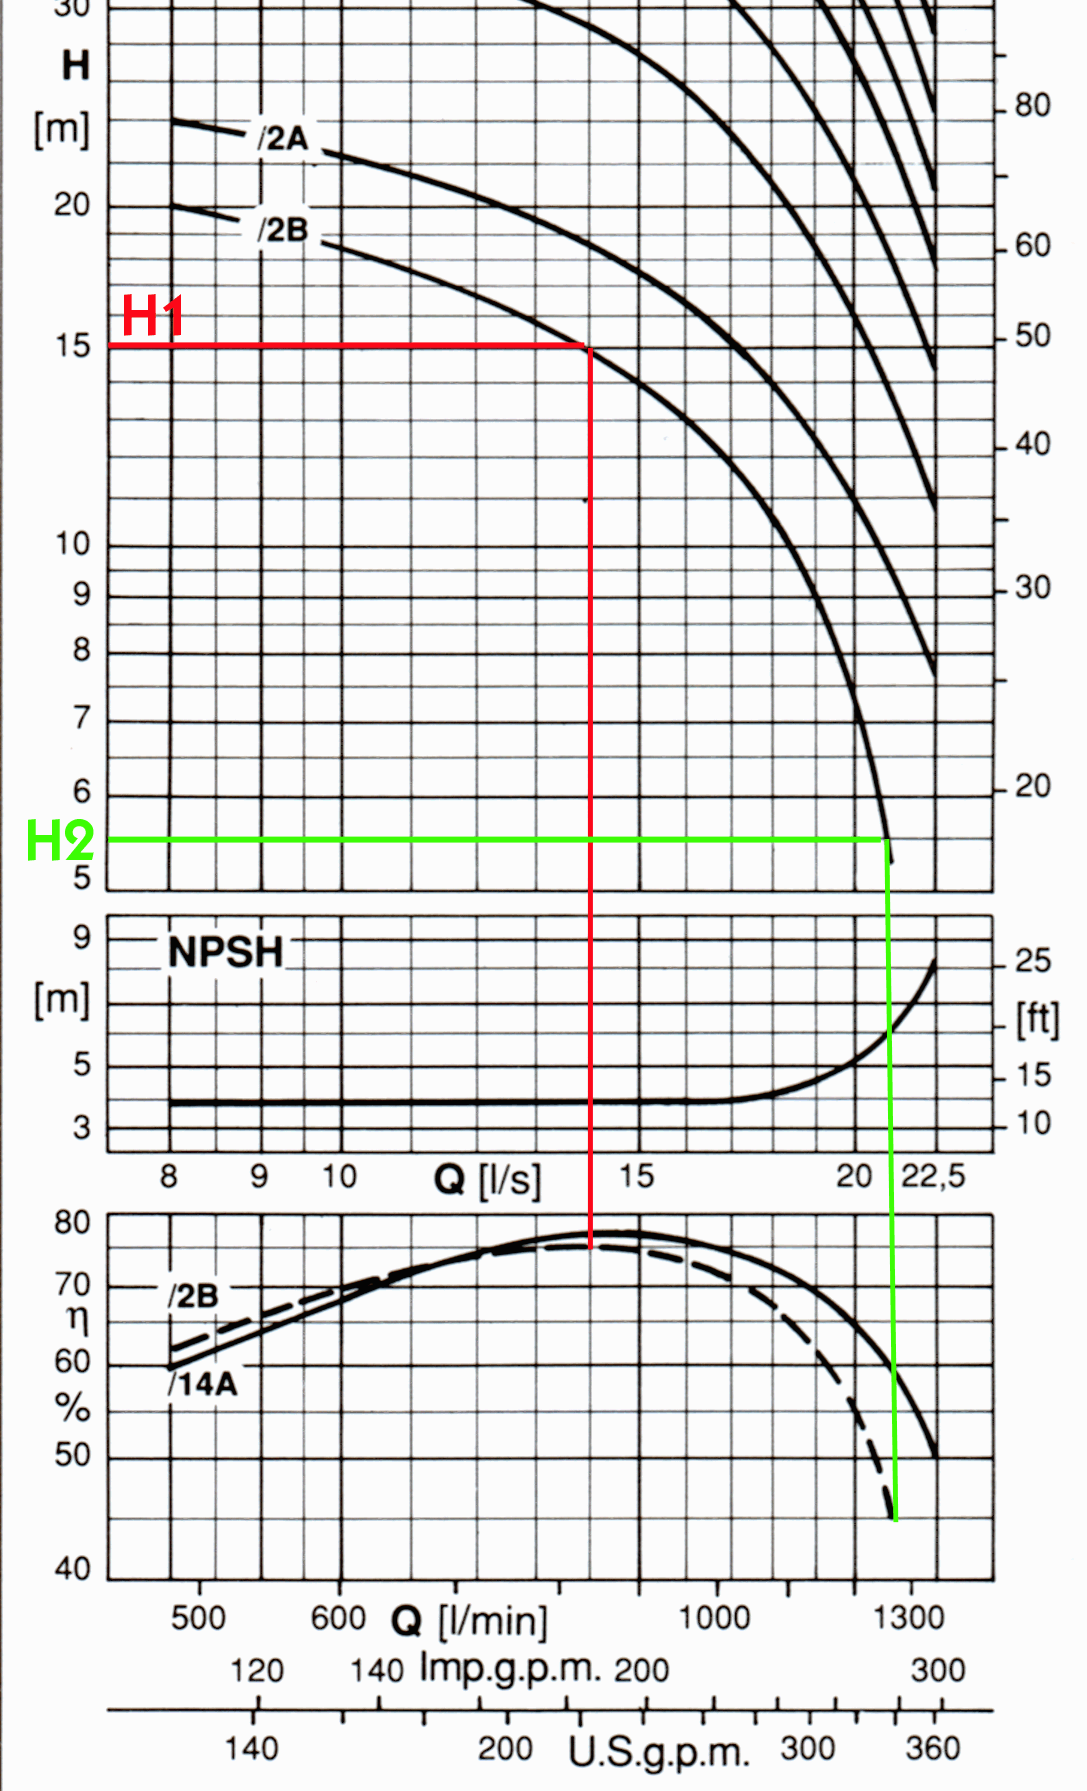 30
H
[m]
80
/2A
20
/2B
60
H1
15
50
40
10
9
30
8
7
6
20
H2
5
9
NPSH
25
[m]
[ft]
5
15
3
10
8 9 10 Q [l/s] 15 20 22,5
80
70
/2B
η
60
/14A
%
50
40
500 600 Q [l/min] 1000 1300
120 140 Imp.g.p.m. 200 300
140 200 U.S.g.p.m. 300 360